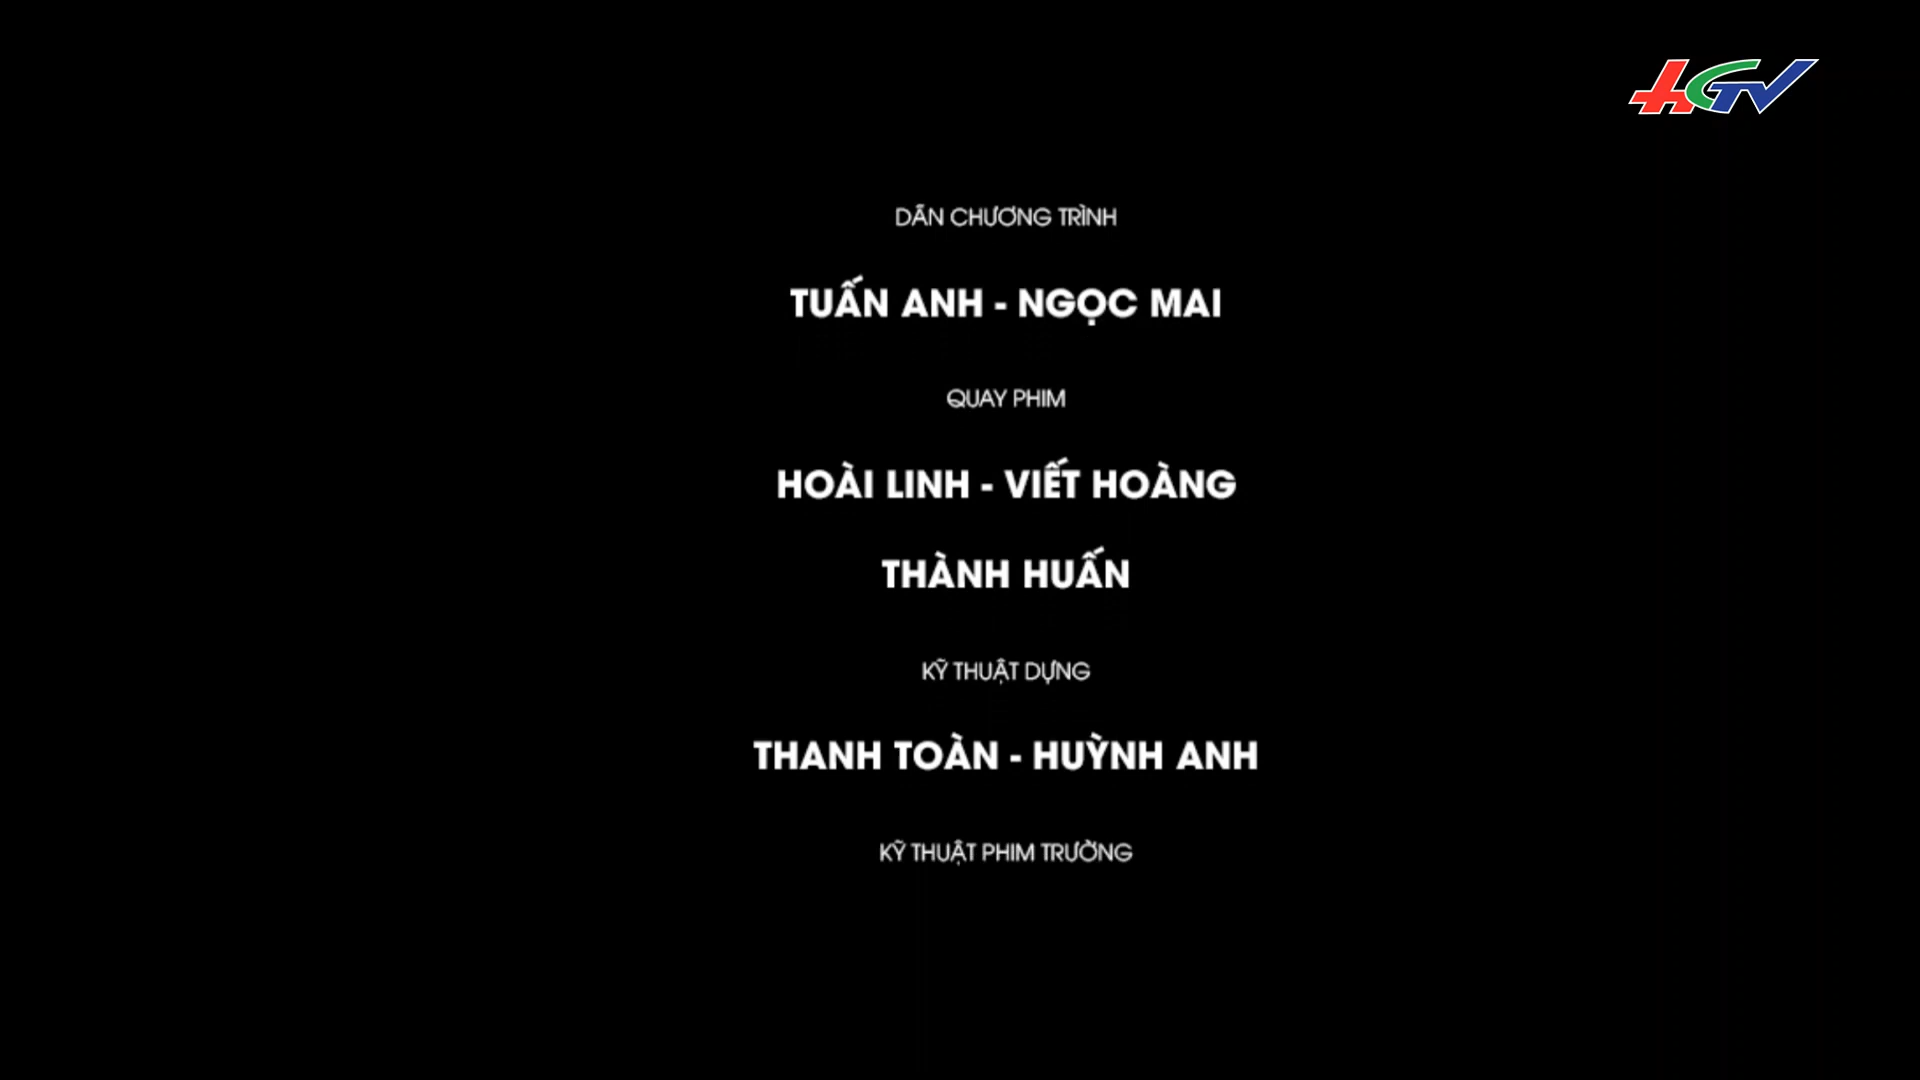 HGTV
DẪN CHƯƠNG TRÌNH
TUẤN ANH - NGỌC MAI
QUAY PHIM
HOÀI LINH - VIẾT HOÀNG
THÀNH HUẤN
KỸ THUẬT DỰNG
THANH TOÀN - HUỲNH ANH
KỸ THUẬT PHIM TRƯỜNG